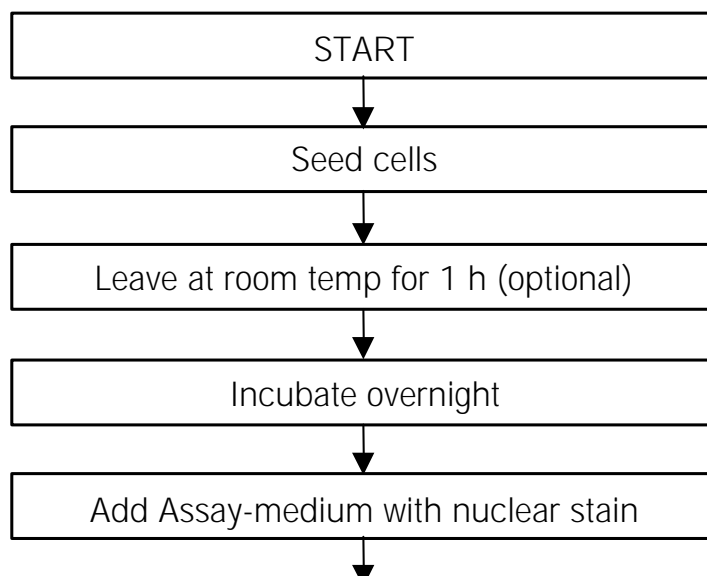 START
Seed cells
Leave at room temp for 1 h (optional)
Incubate overnight
Add Assay-medium with nuclear stain